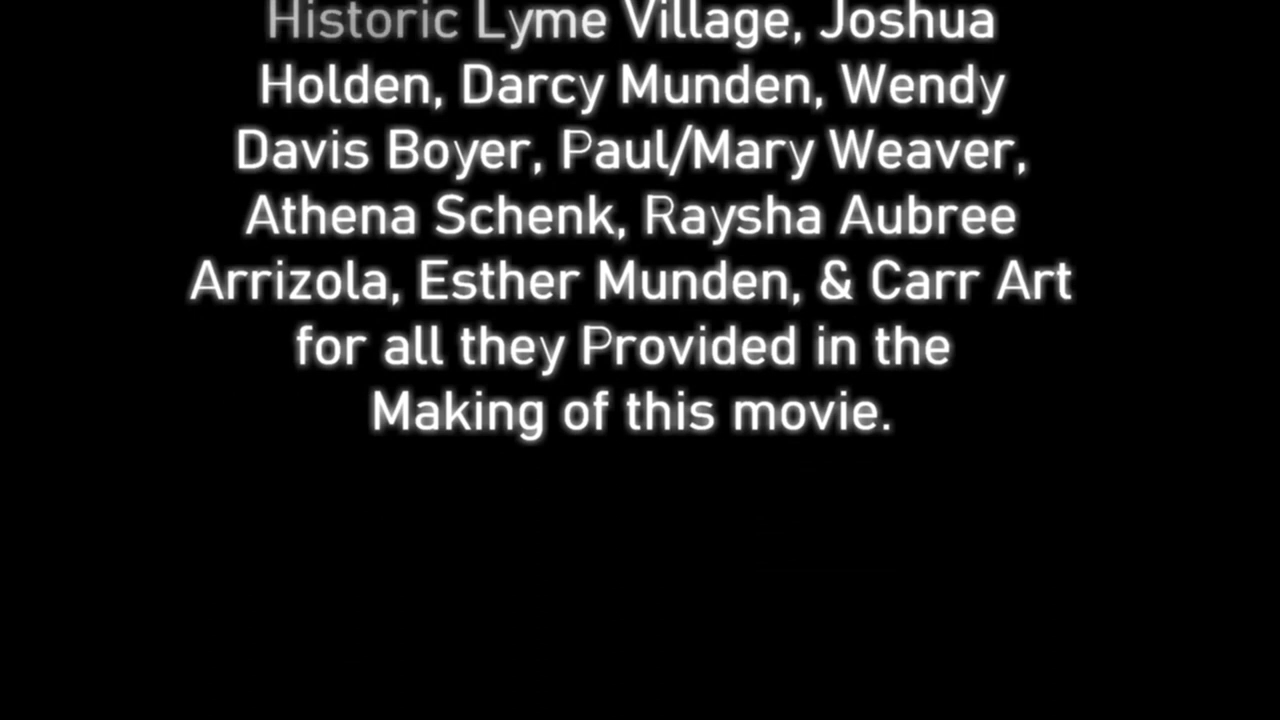 Historic Lyme Village, Joshua
Holden, Darcy Munden, Wendy
Davis Boyer, Paul/Mary Weaver,
Athena Schenk, Raysha Aubree
Arrizola, Esther Munden, & Carr Art
for all they Provided in the
Making of this movie.